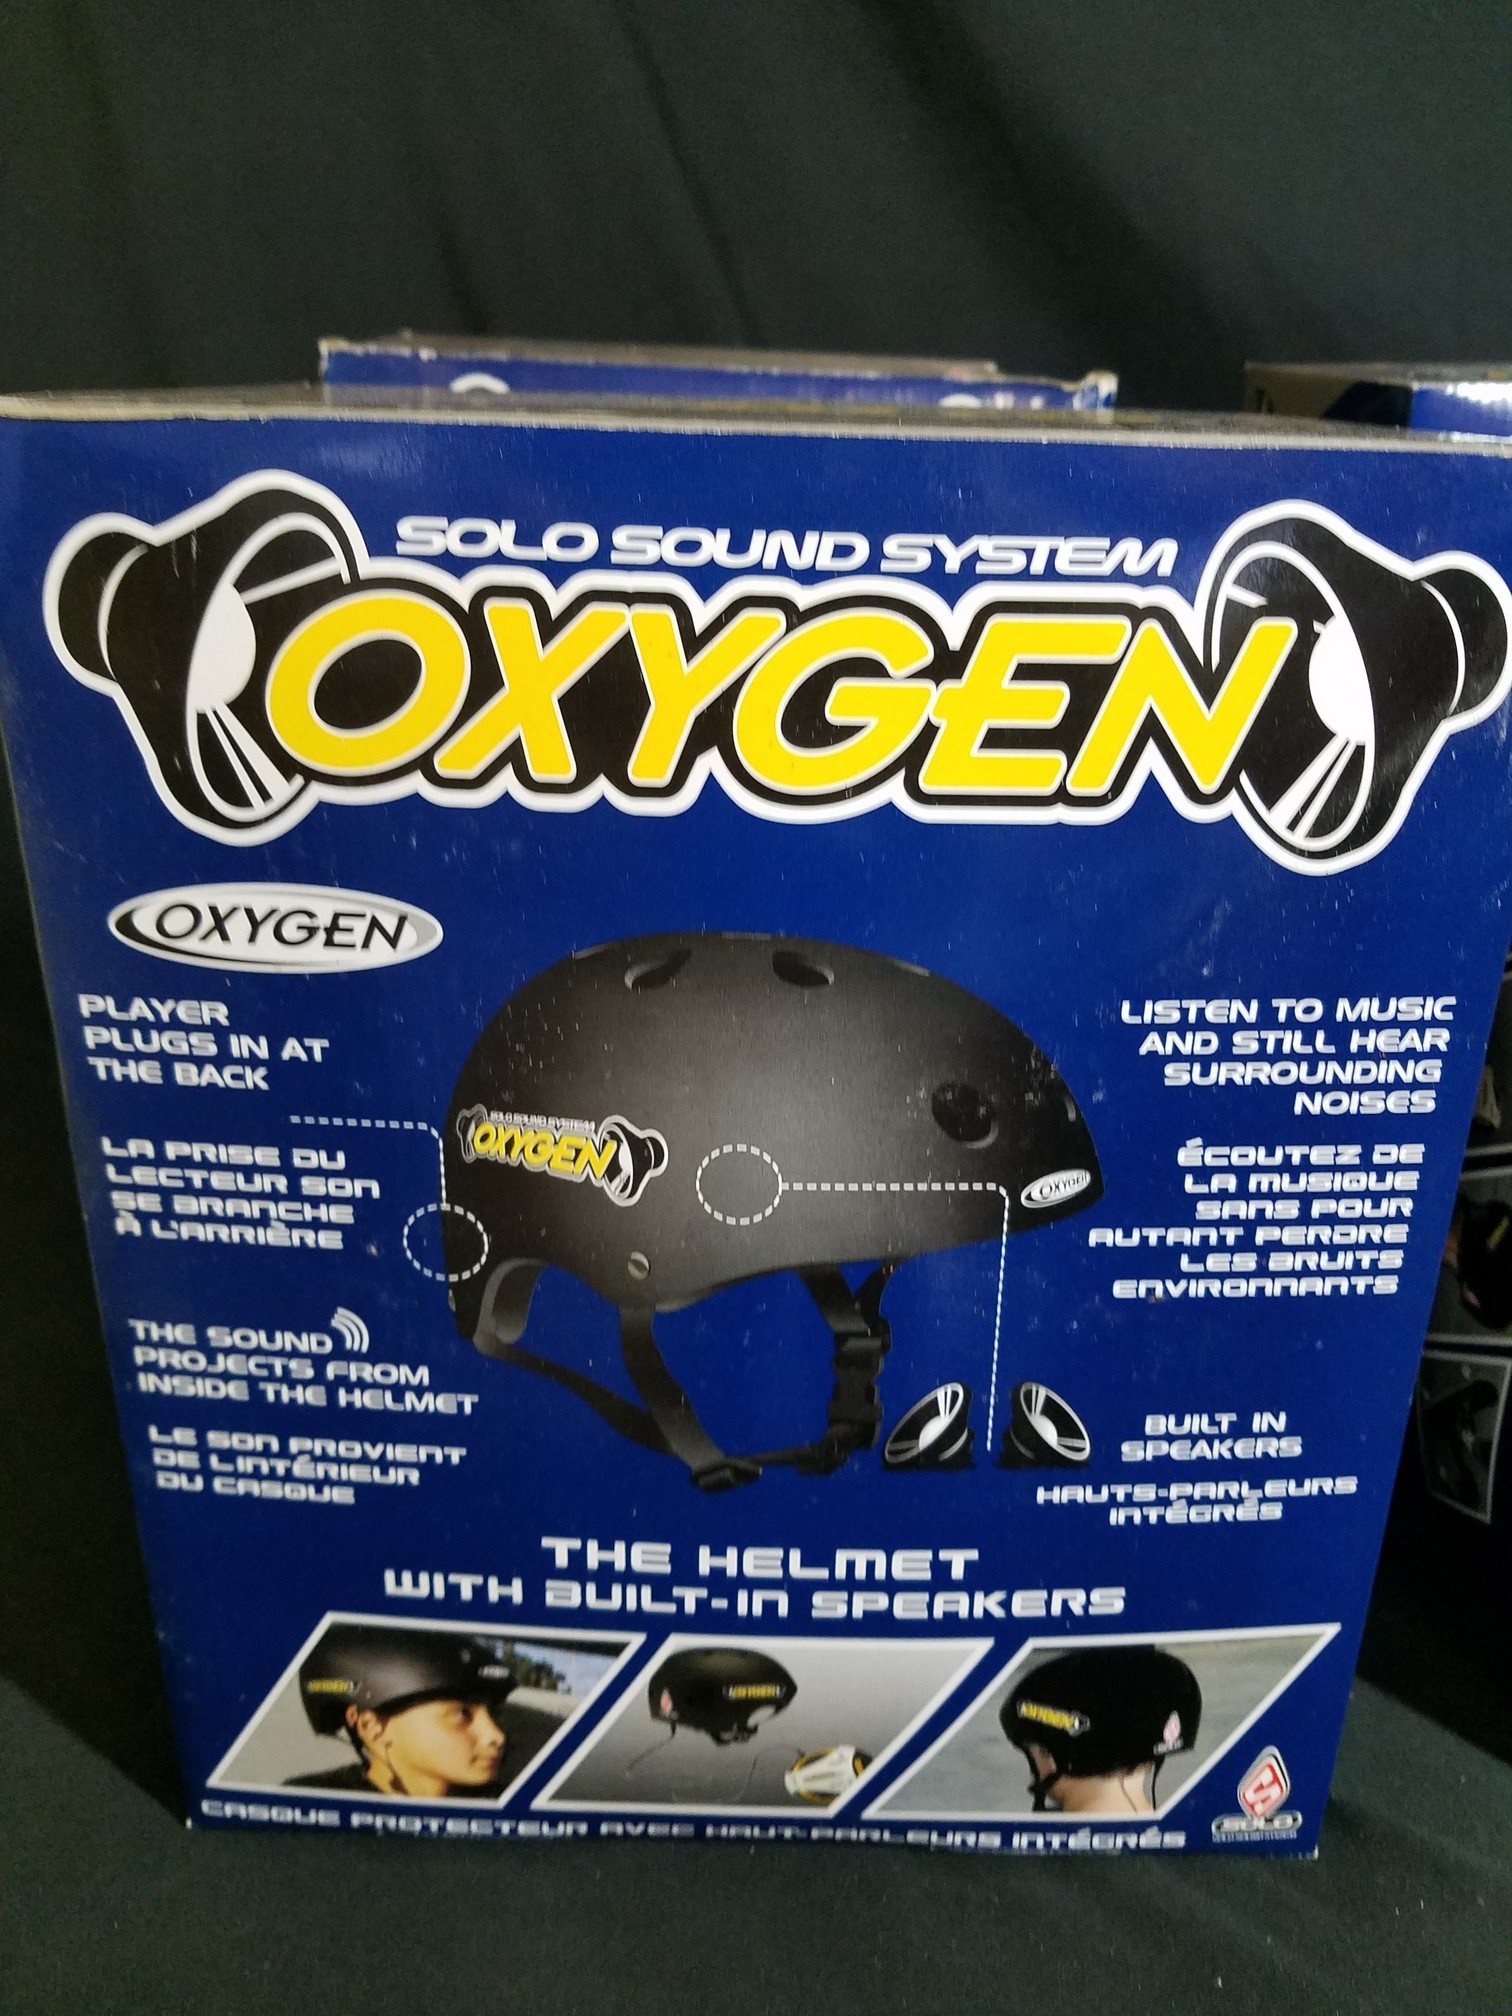 SOLO SOUND SYSTEM
OXYGEN
OXYGEN
PLAYER
PLUGS IN AT
THE BACK
LA PRISE DU
LECTEUR SON
SE BRANCHE
À L'ARRIÈRE
THE SOUND
PROJECTS FROM
INSIDE THE HELMET
LE SON PROVIENT
DE L'INTÉRIEUR
DU CASQUE
SOLO SOUND SYSTEM
OXYGEN
OXYGEN
LISTEN TO MUSIC
AND STILL HEAR
SURROUNDING
NOISES
ÉCOUTEZ DE
LA MUSIQUE
SANS POUR
AUTANT PERDRE
LES BRUITS
ENVIRONNANTS
BUILT IN
SPEAKERS
HAUTS-PARLEURS
INTÉGRÉS
THE HELMET
WITH BUILT-IN SPEAKERS
OXYGEN
OXYGEN
OXYGEN
SOLO
CASQUE PROTECTEUR AVEC HAUT-PARLEURS INTÉGRÉS